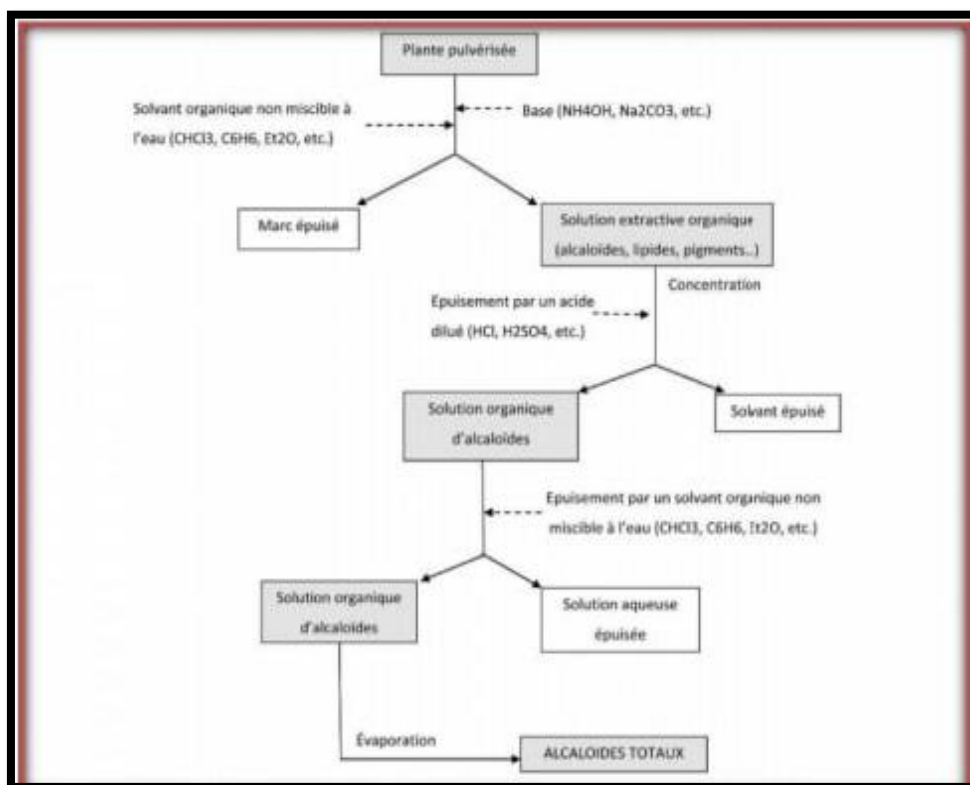 Plante pulvérisée
Solvant organique non miscible à
l'eau (CHCl3, C6H6, Et2O, etc.)
Base (NH4OH, Na2CO3, etc.)
Marc épuisé
Solution extractive organique
(alcaloïdes, lipides, pigments..)
Concentration
Epuisement par un acide
dilué (HCl, H2SO4, etc.)
Solution organique
d'alcaloïdes
Solvant épuisé
Epuisement par un solvant organique non
miscible à l'eau (CHCl3, C6H6, Et2O, etc.)
Solution organique
d'alcaloïdes
Solution aqueuse
épuisée
Évaporation
ALCALOIDES TOTAUX